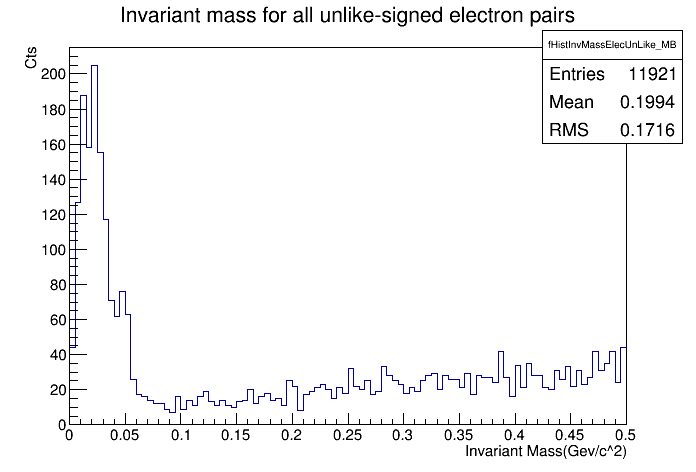 Invariant mass for all unlike-signed electron pairs
fHistInvMassElecUnLike_MB
Entries 11921
Mean 0.1994
RMS 0.1716
Cts
200
180
160
140
120
100
80
60
40
20
0
0 0.05 0.1 0.15 0.2 0.25 0.3 0.35 0.4 0.45 0.5
Invariant Mass(Gev/c^2)